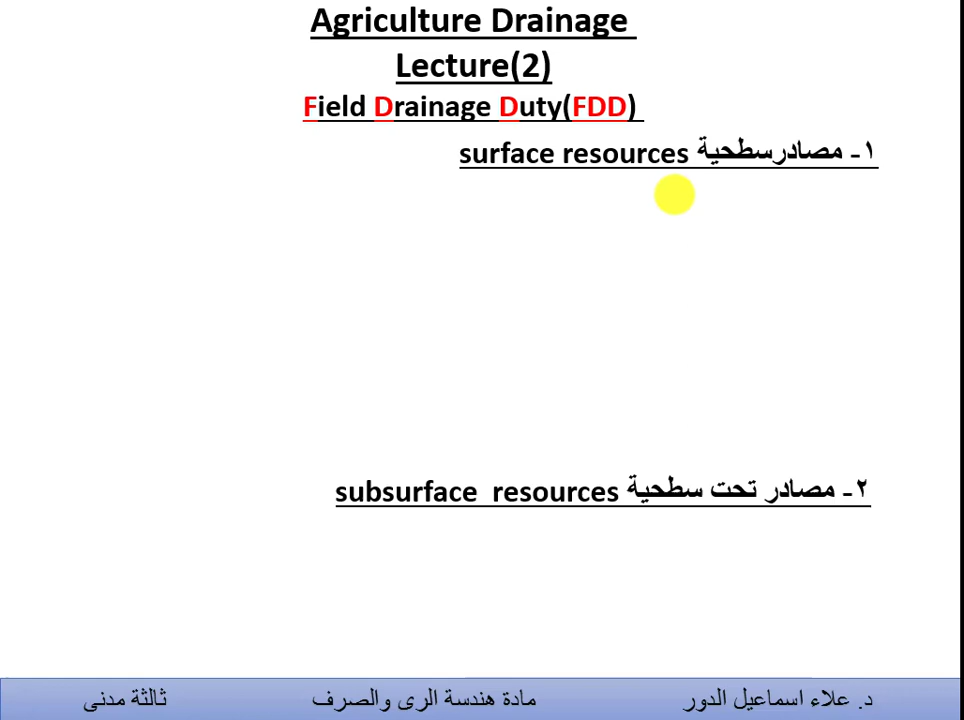 Agriculture Drainage
Lecture(2)
Field Drainage Duty(FDD)
١- مصادرسطحية surface resources
٢- مصادر تحت سطحية subsurface resources
د. علاء اسماعيل الدور مادة هندسة الرى والصرف ثالثة مدنى